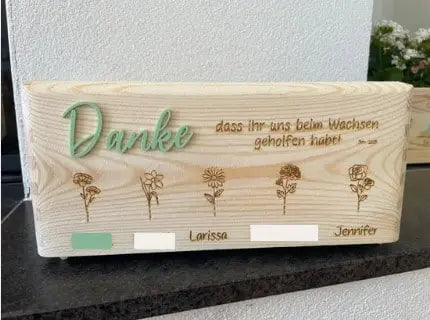 Danke
dass ihr uns beim Wachsen
geholfen habt!
Larissa
Jennifer